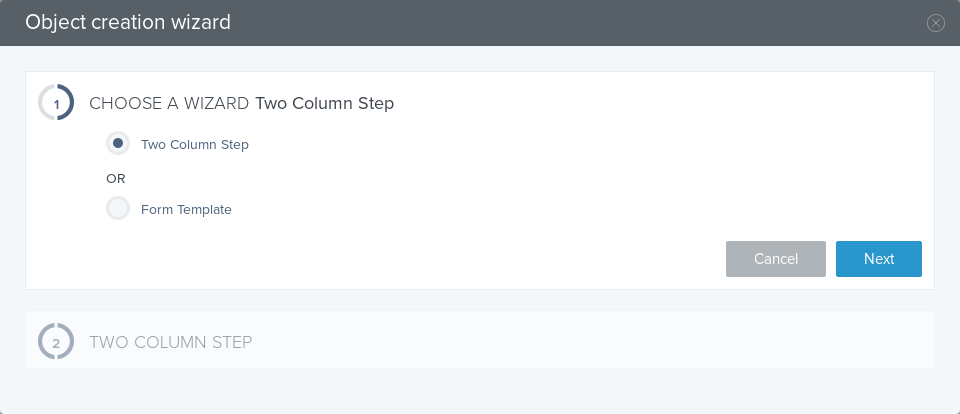 Object creation wizard
1 CHOOSE A WIZARD Two Column Step
Two Column Step
OR
Form Template
Cancel Next
2 TWO COLUMN STEP